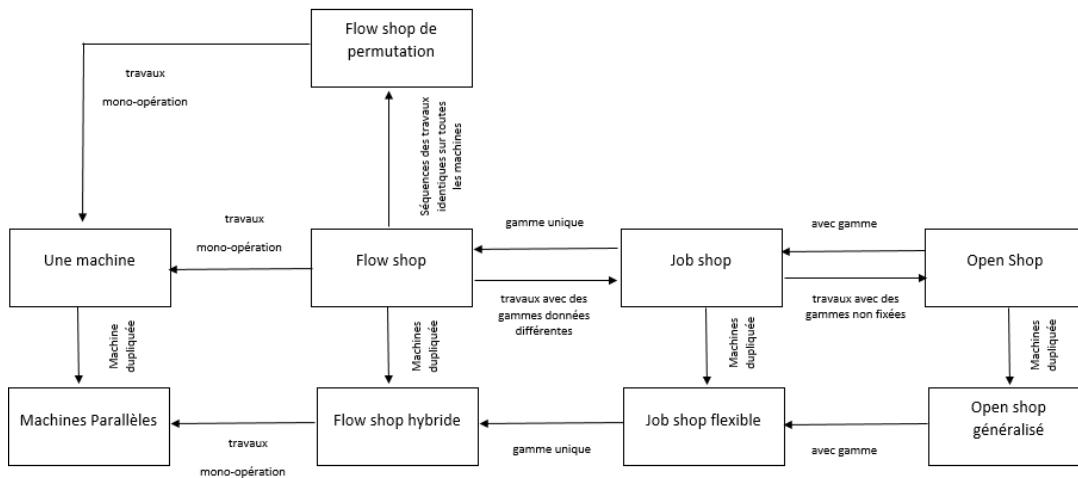 Flow shop de
permutation
travaux
mono-opération
Séquences des travaux
identiques sur toutes
les machines
travaux
mono-opération
gamme unique
avec gamme
Une machine
Flow shop
Job shop
Open Shop
travaux avec des
gammes données
différentes
travaux avec des
gammes non fixées
Machine
dupliquée
Machines
dupliquée
Machines
dupliquée
Machines
dupliquée
Machines Parallèles
Flow shop hybride
Job shop flexible
Open shop
généralisé
travaux
mono-opération
gamme unique
avec gamme